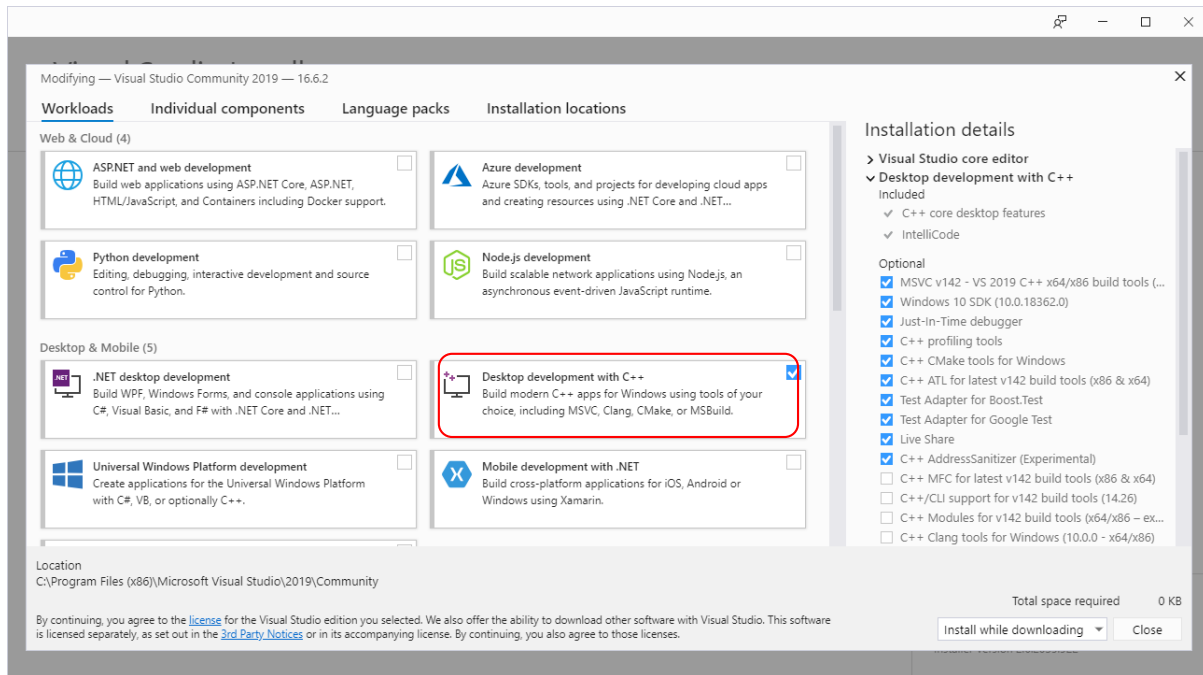 Modifying — Visual Studio Community 2019 — 16.6.2
Workloads
Individual components
Language packs
Installation locations
Web & Cloud (4)
ASP.NET and web development
Build web applications using ASP.NET Core, ASP.NET,
HTML/JavaScript, and Containers including Docker support.
Azure development
Azure SDKs, tools, and projects for developing cloud apps
and creating resources using .NET Core and .NET...
Python development
Editing, debugging, interactive development and source
control for Python.
JS
Node.js development
Build scalable network applications using Node.js, an
asynchronous event-driven JavaScript runtime.
Desktop & Mobile (5)
.NET
.NET desktop development
Build WPF, Windows Forms, and console applications using
C#, Visual Basic, and F# with .NET Core and .NET...
Desktop development with C++
Build modern C++ apps for Windows using tools of your
choice, including MSVC, Clang, CMake, or MSBuild.
Universal Windows Platform development
Create applications for the Universal Windows Platform
with C#, VB, or optionally C++.
Mobile development with .NET
Build cross-platform applications for iOS, Android or
Windows using Xamarin.
Installation details
Visual Studio core editor
Desktop development with C++
Included
C++ core desktop features
IntelliCode
Optional
MSVC v142 - VS 2019 C++ x64/x86 build tools (...
Windows 10 SDK (10.0.18362.0)
Just-In-Time debugger
C++ profiling tools
C++ CMake tools for Windows
C++ ATL for latest v142 build tools (x86 & x64)
Test Adapter for Boost.Test
Test Adapter for Google Test
Live Share
C++ AddressSanitizer (Experimental)
C++ MFC for latest v142 build tools (x86 & x64)
C++/CLI support for v142 build tools (14.26)
C++ Modules for v142 build tools (x64/x86 – ex...
C++ Clang tools for Windows (10.0.0 - x64/x86)
Location
C:\Program Files (x86)\Microsoft Visual Studio\2019\Community
Total space required 0 KB
By continuing, you agree to the license for the Visual Studio edition you selected. We also offer the ability to download other software with Visual Studio. This software
is licensed separately, as set out in the 3rd Party Notices or in its accompanying license. By continuing, you also agree to those licenses.
Install while downloading
Close